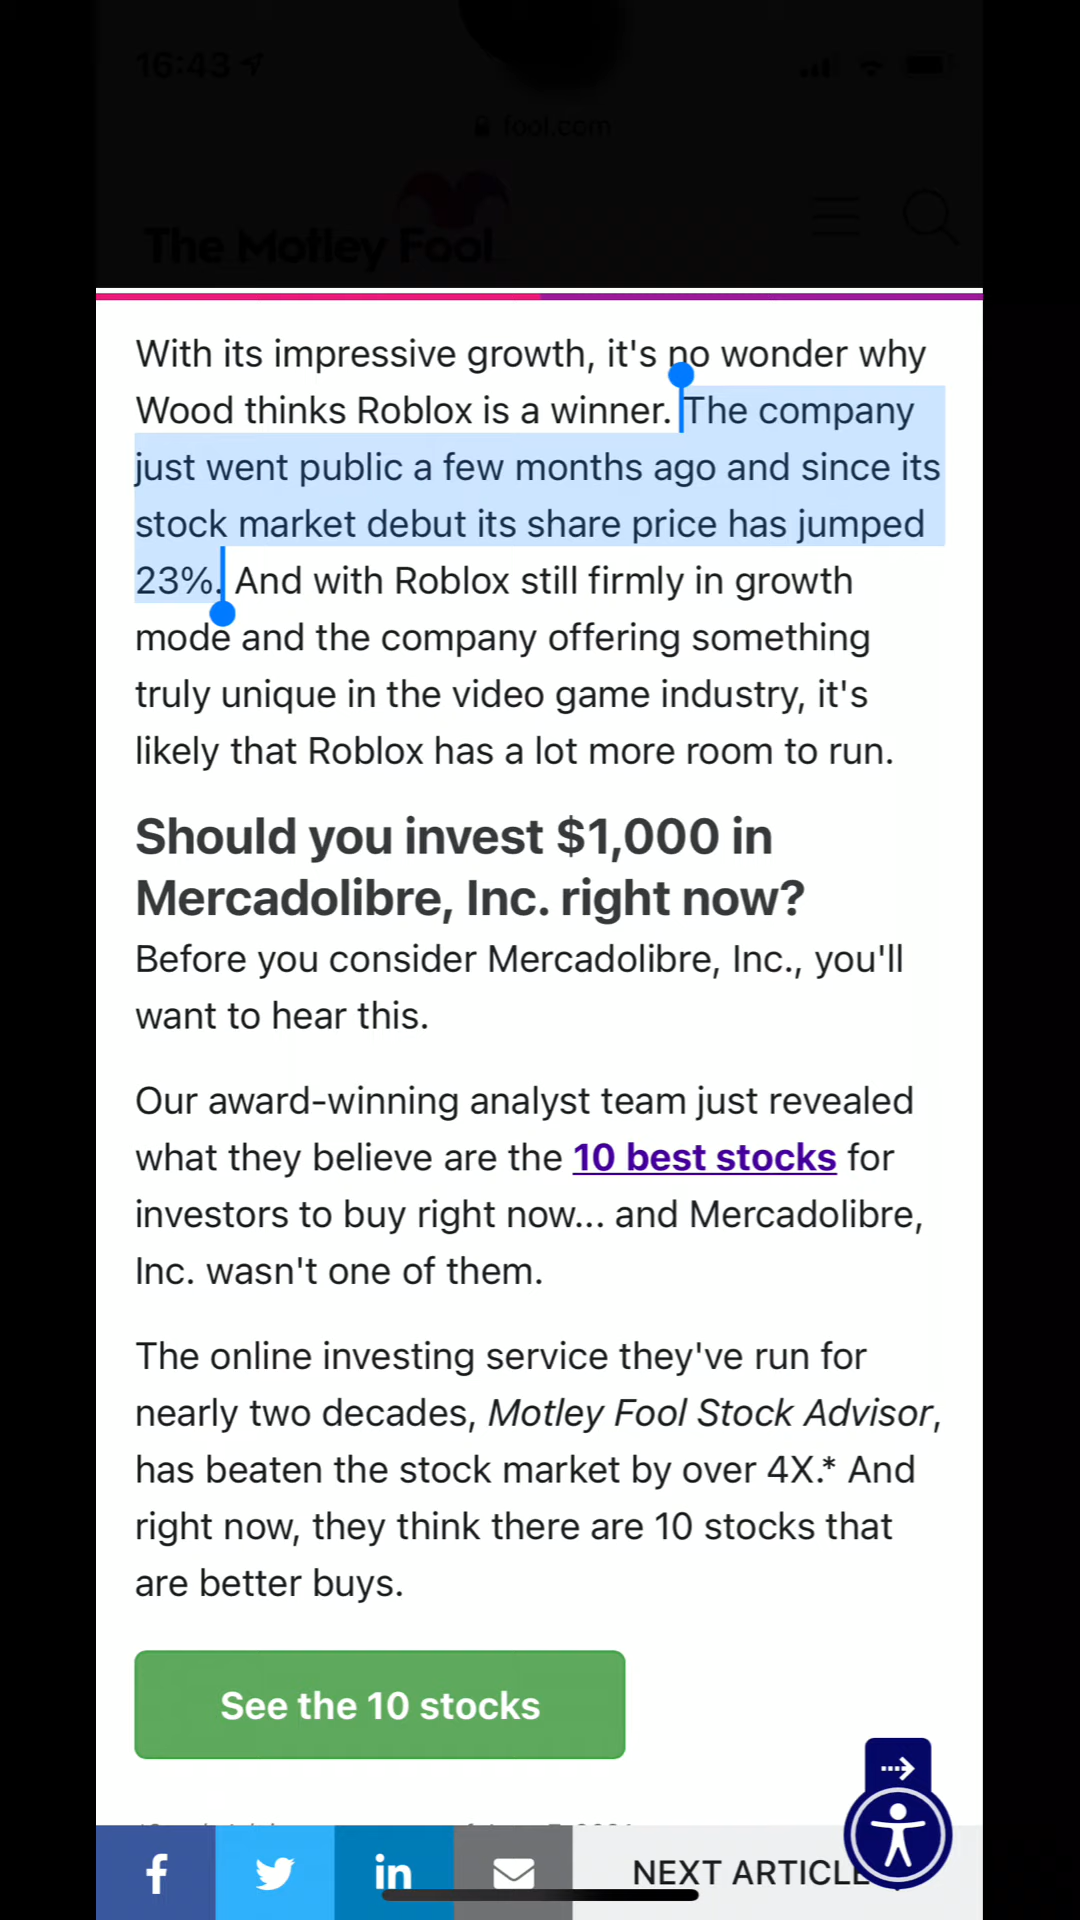 16:43
fool.com
The Motley Fool
With its impressive growth, it's no wonder why
Wood thinks Roblox is a winner. The company
just went public a few months ago and since its
stock market debut its share price has jumped
23%. And with Roblox still firmly in growth
mode and the company offering something
truly unique in the video game industry, it's
likely that Roblox has a lot more room to run.
Should you invest $1,000 in
Mercadolibre, Inc. right now?
Before you consider Mercadolibre, Inc., you'll
want to hear this.
Our award-winning analyst team just revealed
what they believe are the 10 best stocks for
investors to buy right now... and Mercadolibre,
Inc. wasn't one of them.
The online investing service they've run for
nearly two decades, Motley Fool Stock Advisor,
has beaten the stock market by over 4X.* And
right now, they think there are 10 stocks that
are better buys.
See the 10 stocks
f in NEXT ARTICLE